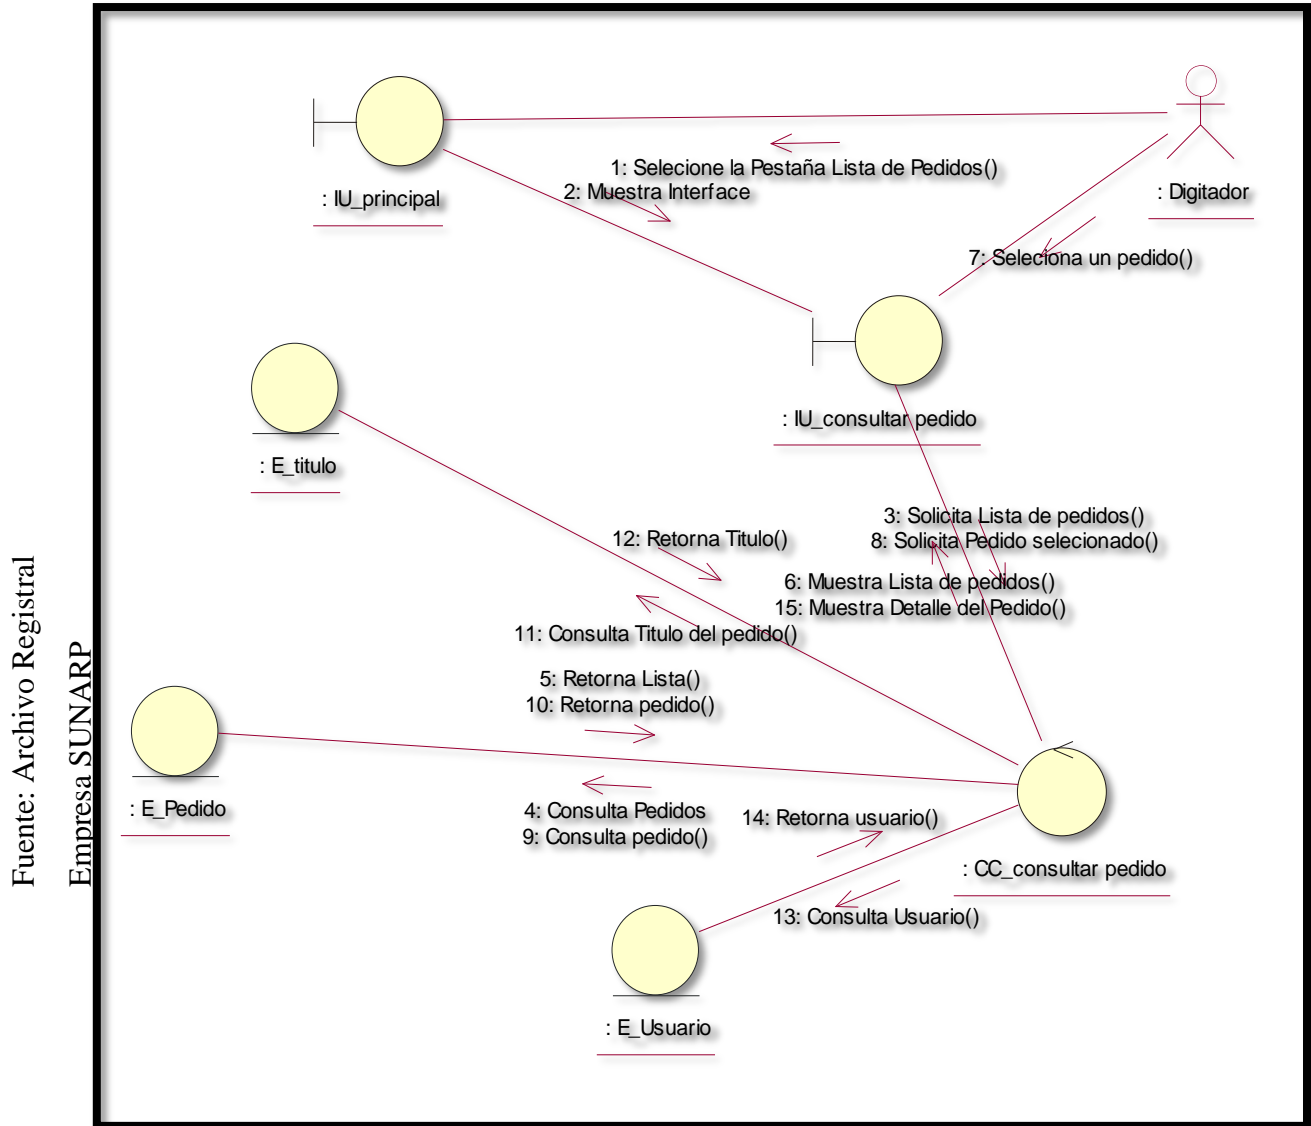 1: Selecione la Pestaña Lista de Pedidos()
2: Muestra Interface
: IU_principal
: Digitador
7: Seleciona un pedido()
: IU_consultar pedido
: E_titulo
3: Solicita Lista de pedidos()
8: Solicita Pedido selecionado()
12: Retorna Titulo()
6: Muestra Lista de pedidos()
15: Muestra Detalle del Pedido()
11: Consulta Titulo del pedido()
5: Retorna Lista()
10: Retorna pedido()
: E_Pedido
4: Consulta Pedidos
9: Consulta pedido()
14: Retorna usuario()
: CC_consultar pedido
13: Consulta Usuario()
: E_Usuario
Fuente: Archivo Registral
Empresa SUNARP